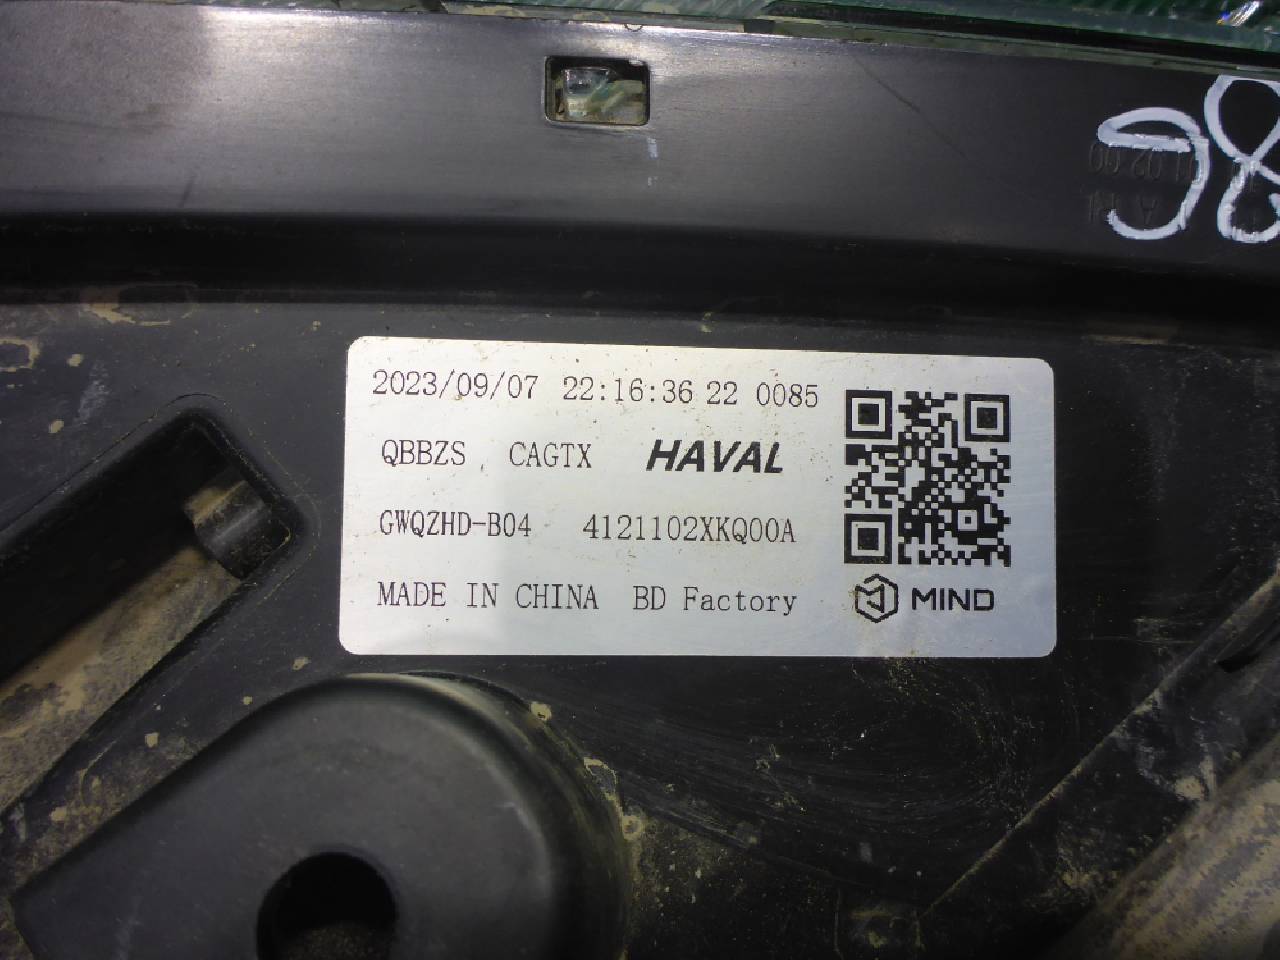 98
2023/09/07 22:16:36 22 0085
QBBZS CAGTX HAVAL
GWQZHD-B04 4121102XKQ00A
MADE IN CHINA BD Factory
MIND